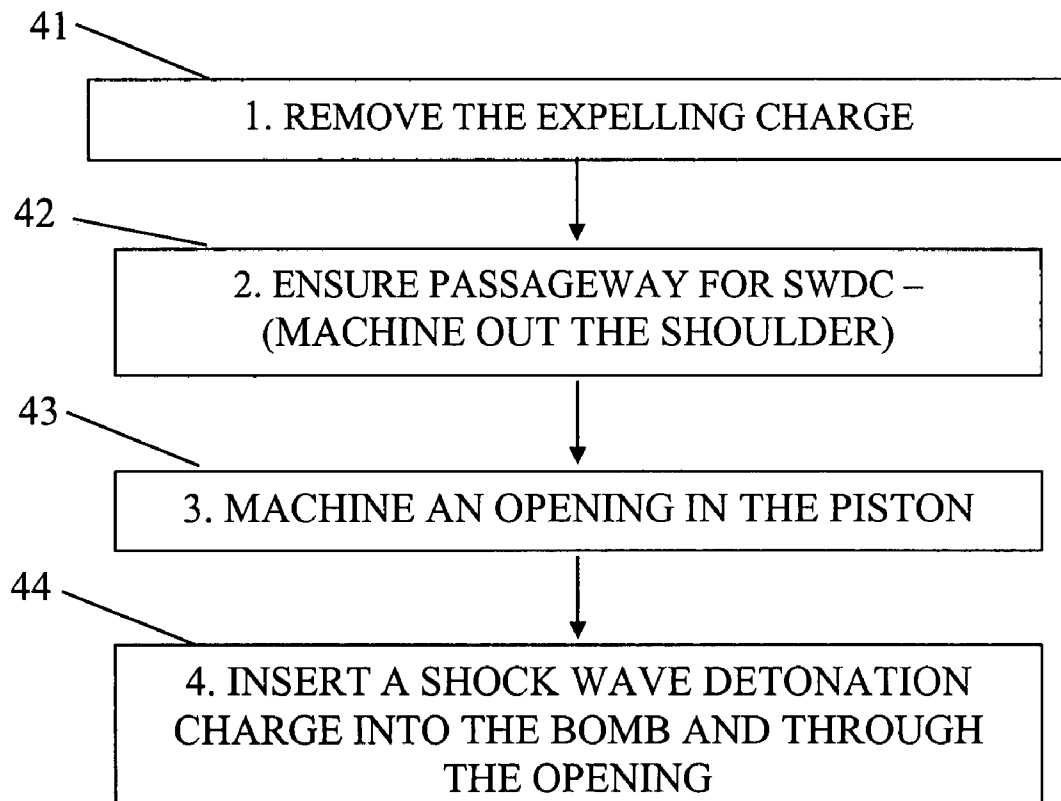 41
1. REMOVE THE EXPELLING CHARGE
42
2. ENSURE PASSAGEWAY FOR SWDC –
(MACHINE OUT THE SHOULDER)
43
3. MACHINE AN OPENING IN THE PISTON
44
4. INSERT A SHOCK WAVE DETONATION
CHARGE INTO THE BOMB AND THROUGH
THE OPENING